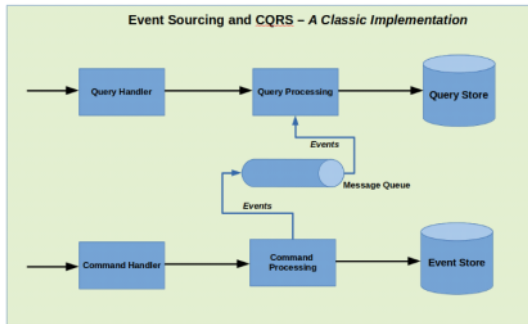 Event Sourcing and CQRS – A Classic Implementation
Query Handler
Query Processing
Query Store
Events
Message Queue
Events
Command Handler
Command
Processing
Event Store